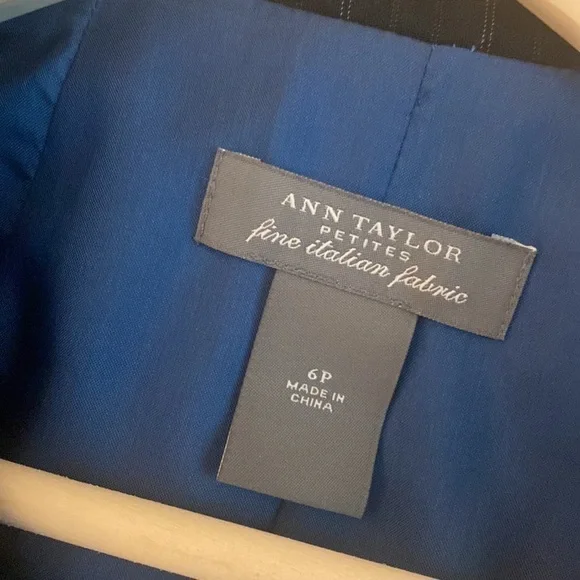 ANN TAYLOR
PETITES
fine italian fabric
6P
MADE IN
CHINA